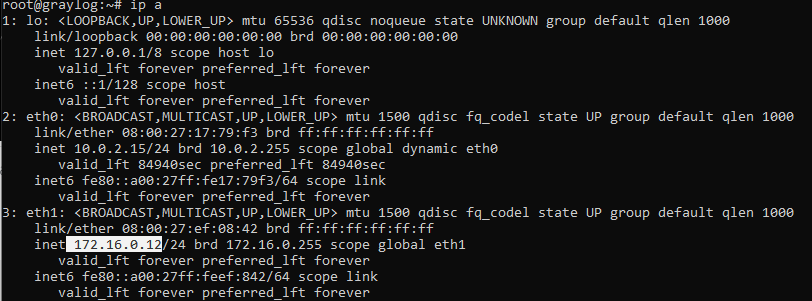 root@graylog:~# ip a
1: lo: <LOOPBACK,UP,LOWER_UP> mtu 65536 qdisc noqueue state UNKNOWN group default qlen 1000
link/loopback 00:00:00:00:00:00 brd 00:00:00:00:00:00
inet 127.0.0.1/8 scope host lo
valid_lft forever preferred_lft forever
inet6 ::1/128 scope host
valid_lft forever preferred_lft forever
2: eth0: <BROADCAST,MULTICAST,UP,LOWER_UP> mtu 1500 qdisc fq_codel state UP group default qlen 1000
link/ether 08:00:27:17:79:f3 brd ff:ff:ff:ff:ff:ff
inet 10.0.2.15/24 brd 10.0.2.255 scope global dynamic eth0
valid_lft 84940sec preferred_lft 84940sec
inet6 fe80::a00:27ff:fe17:79f3/64 scope link
valid_lft forever preferred_lft forever
3: eth1: <BROADCAST,MULTICAST,UP,LOWER_UP> mtu 1500 qdisc fq_codel state UP group default qlen 1000
link/ether 08:00:27:ef:08:42 brd ff:ff:ff:ff:ff:ff
inet 172.16.0.12/24 brd 172.16.0.255 scope global eth1
valid_lft forever preferred_lft forever
inet6 fe80::a00:27ff:feef:842/64 scope link
valid_lft forever preferred_lft forever